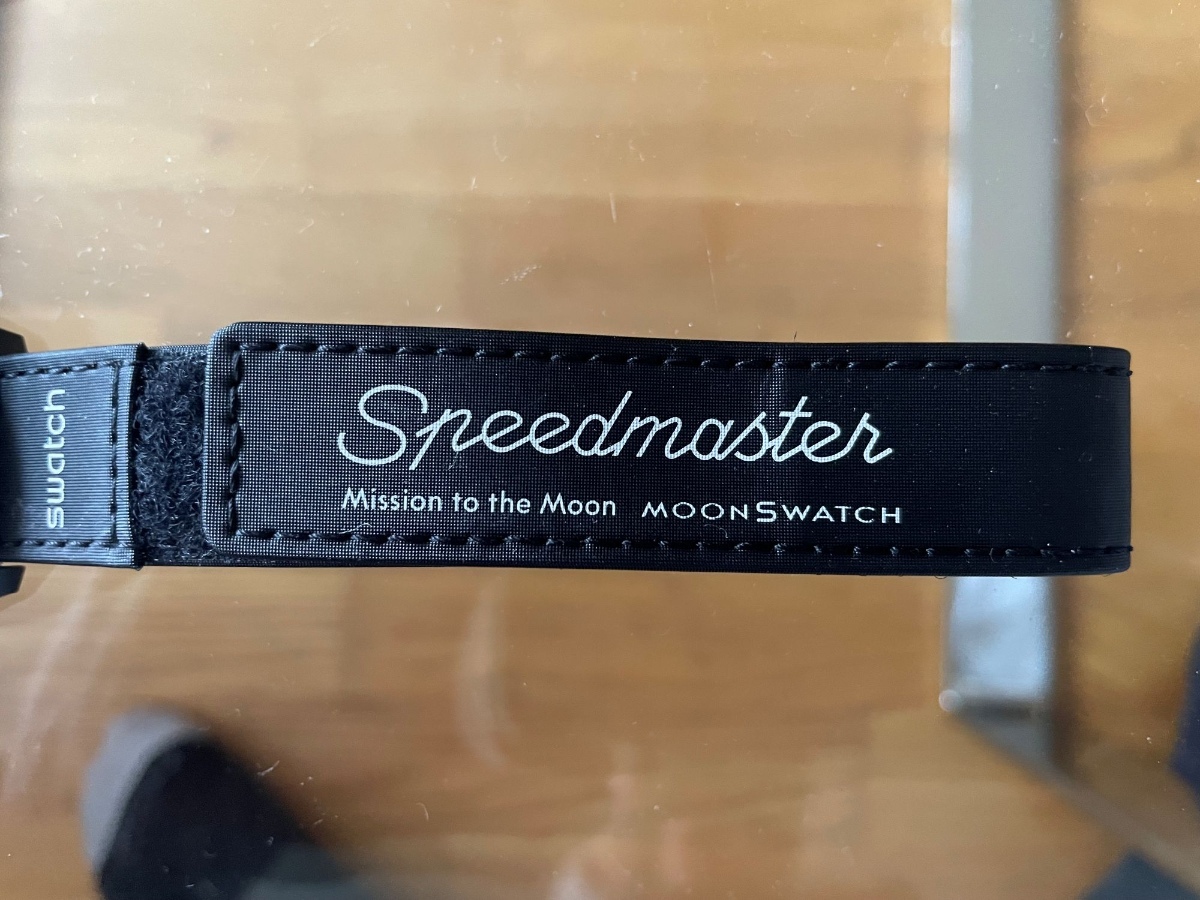 swatch
Speedmaster
Mission to the Moon MOONSWATCH